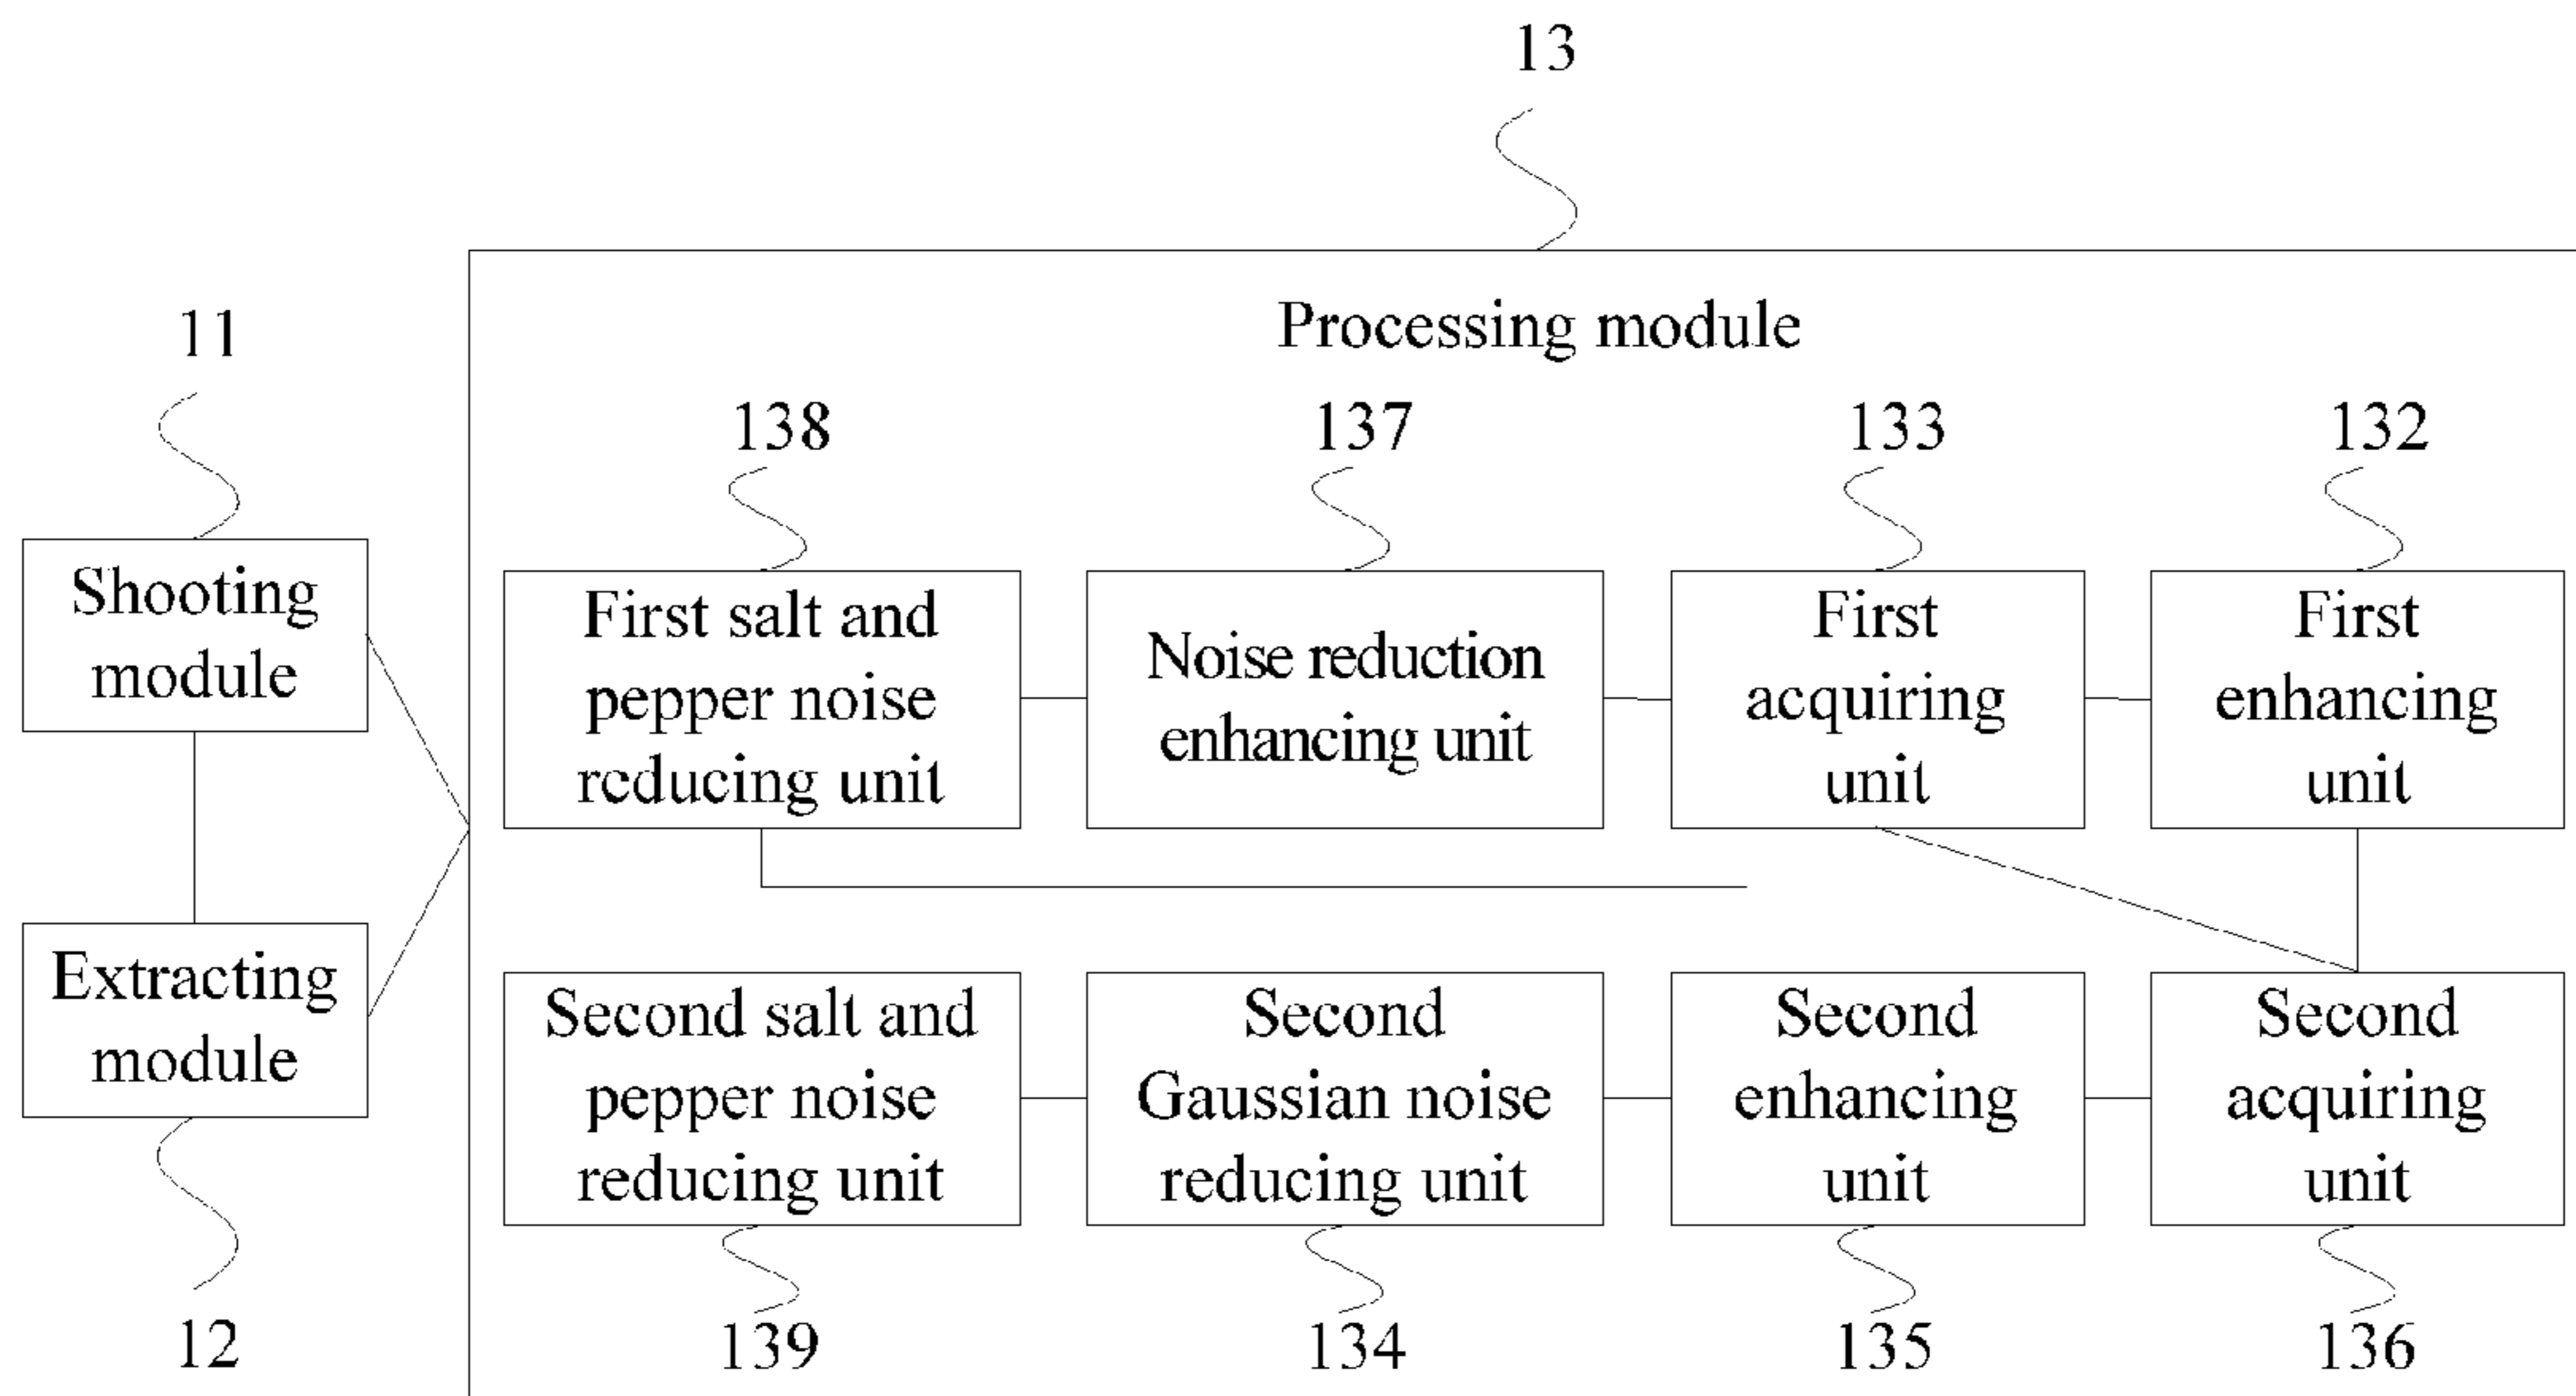 13
Processing module
11
138
137
133
132
Shooting
module
First salt and
pepper noise
reducing unit
Noise reduction
enhancing unit
First
acquiring
unit
First
enhancing
unit
Extracting
module
Second salt and
pepper noise
reducing unit
Second
Gaussian noise
reducing unit
Second
enhancing
unit
Second
acquiring
unit
12
139
134
135
136